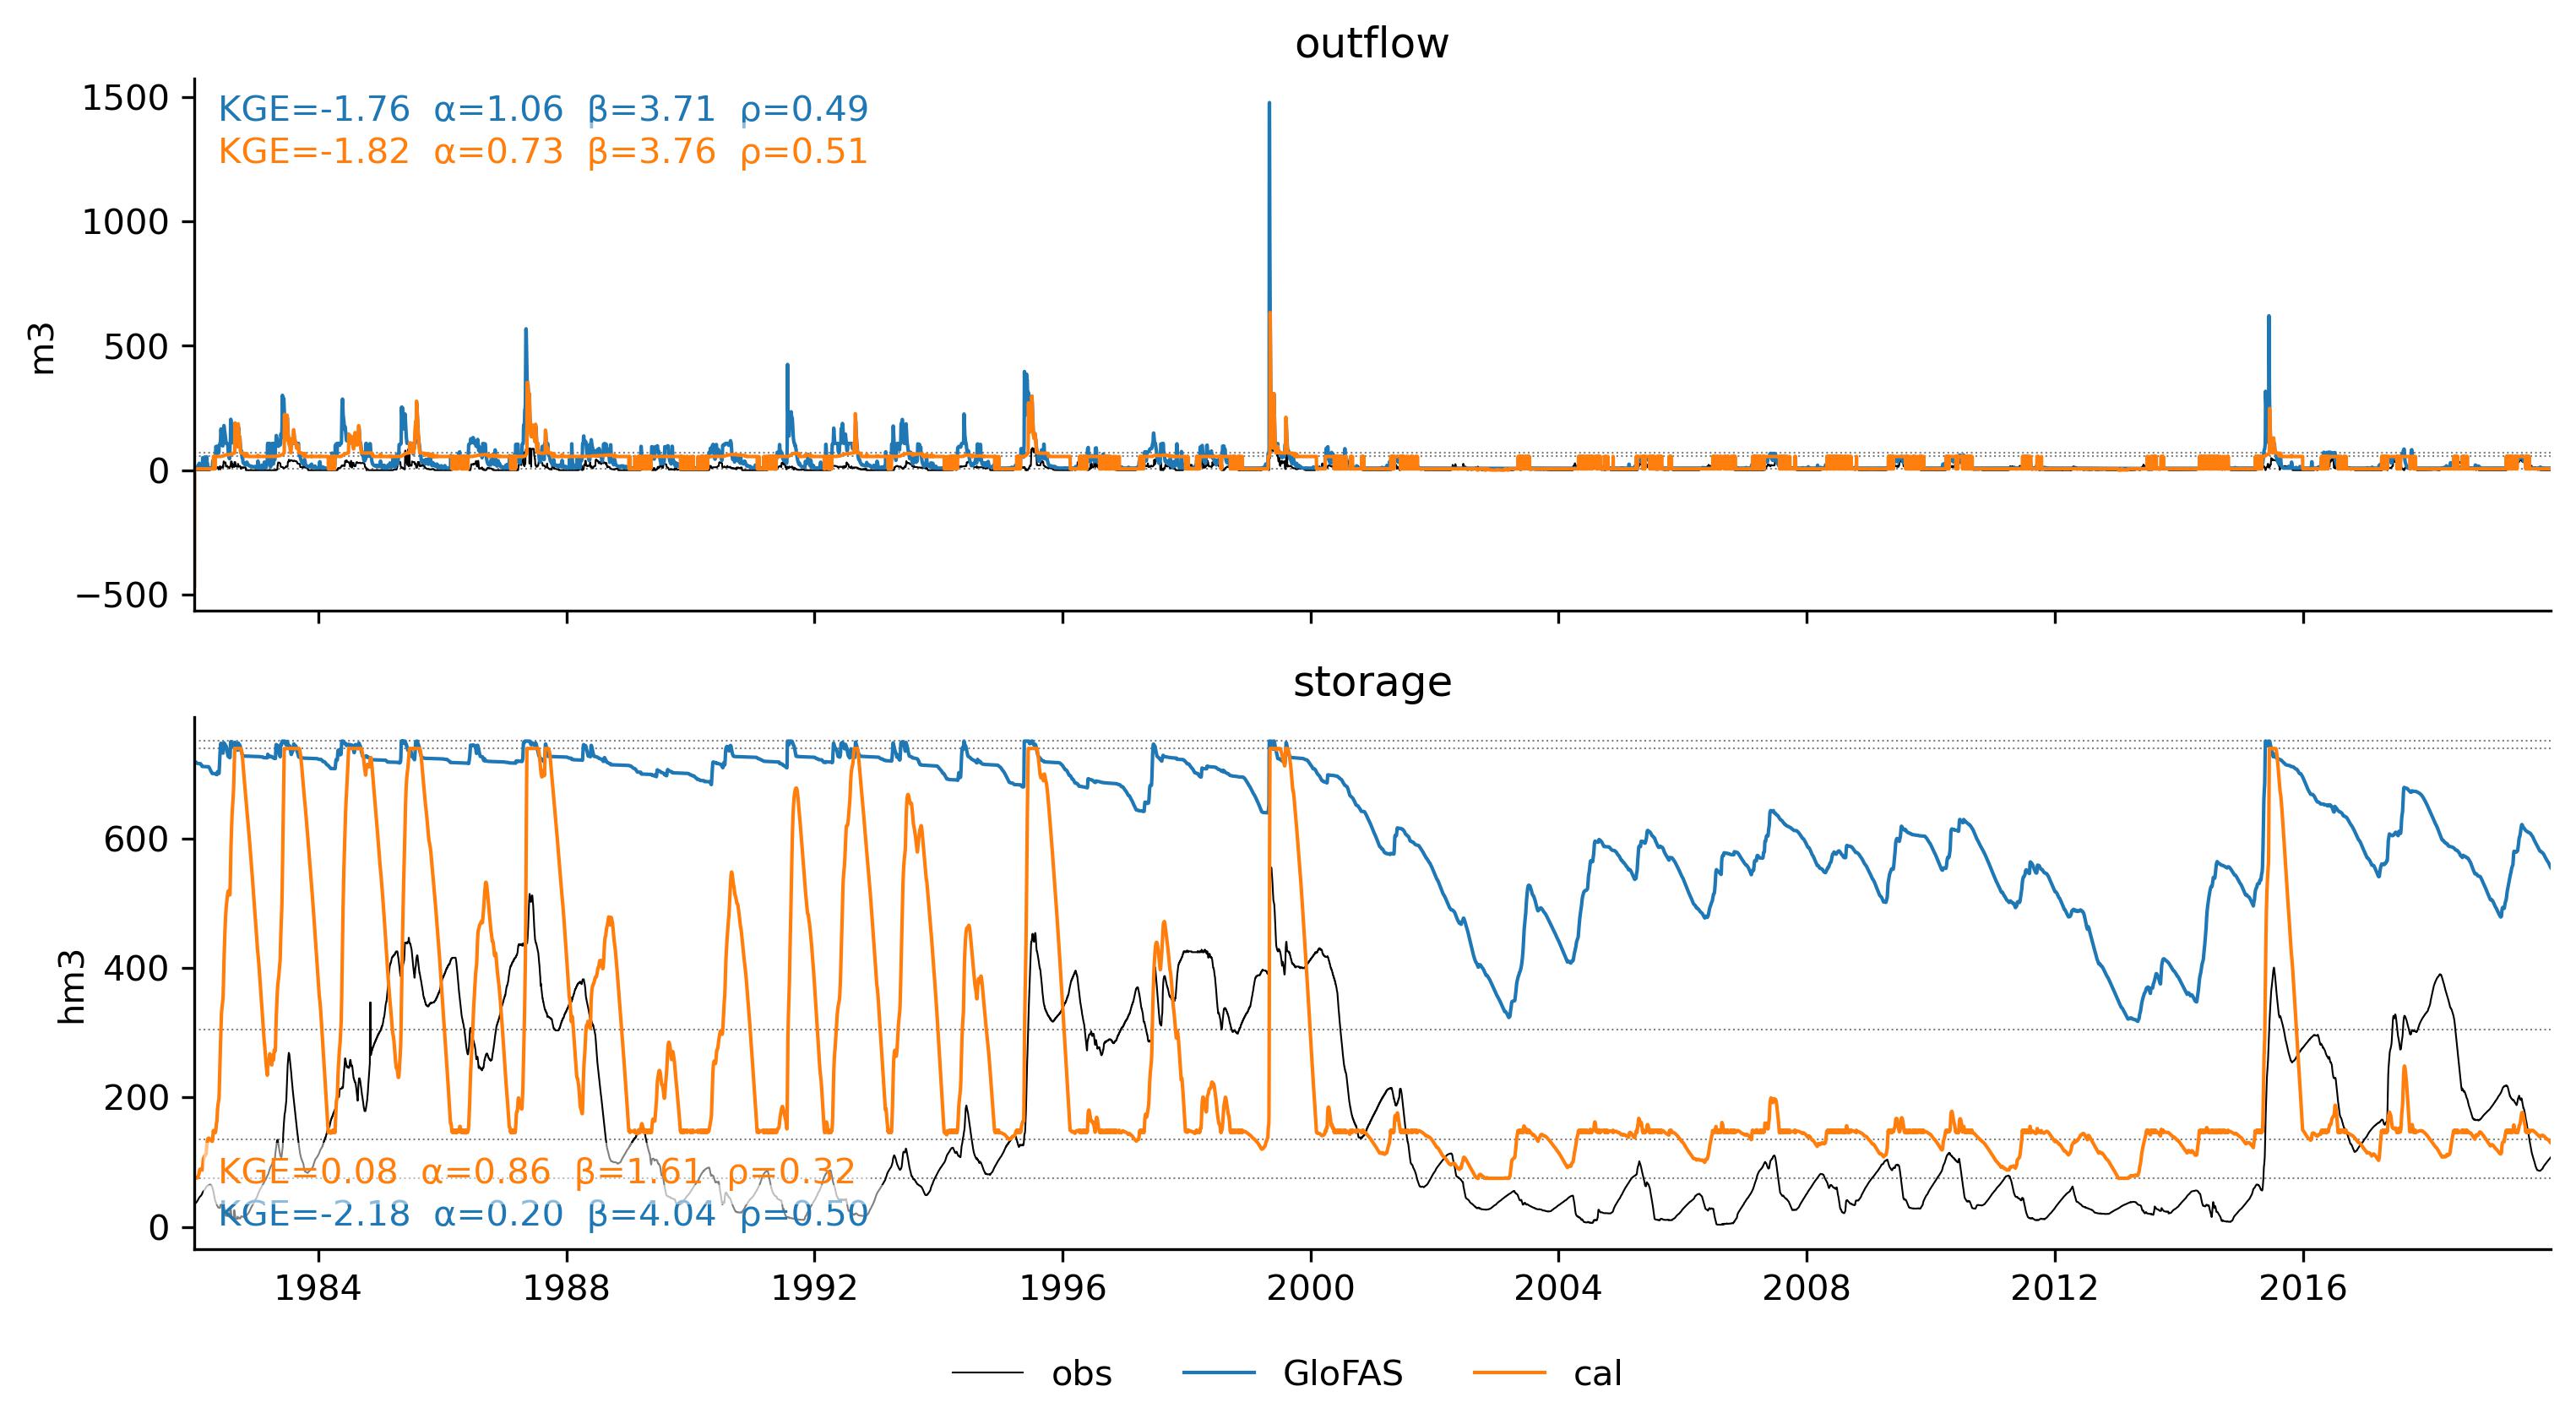 outflow
1500
1000
500
0
−500
m3
KGE=-1.76 α=1.06 β=3.71 ρ=0.49
KGE=-1.82 α=0.73 β=3.76 ρ=0.51
storage
600
400
200
0
hm3
KGE=0.08 α=0.86 β=1.61 ρ=0.32
KGE=-2.18 α=0.20 β=4.04 ρ=0.50
1984 1988 1992 1996 2000 2004 2008 2012 2016
obs GloFAS cal